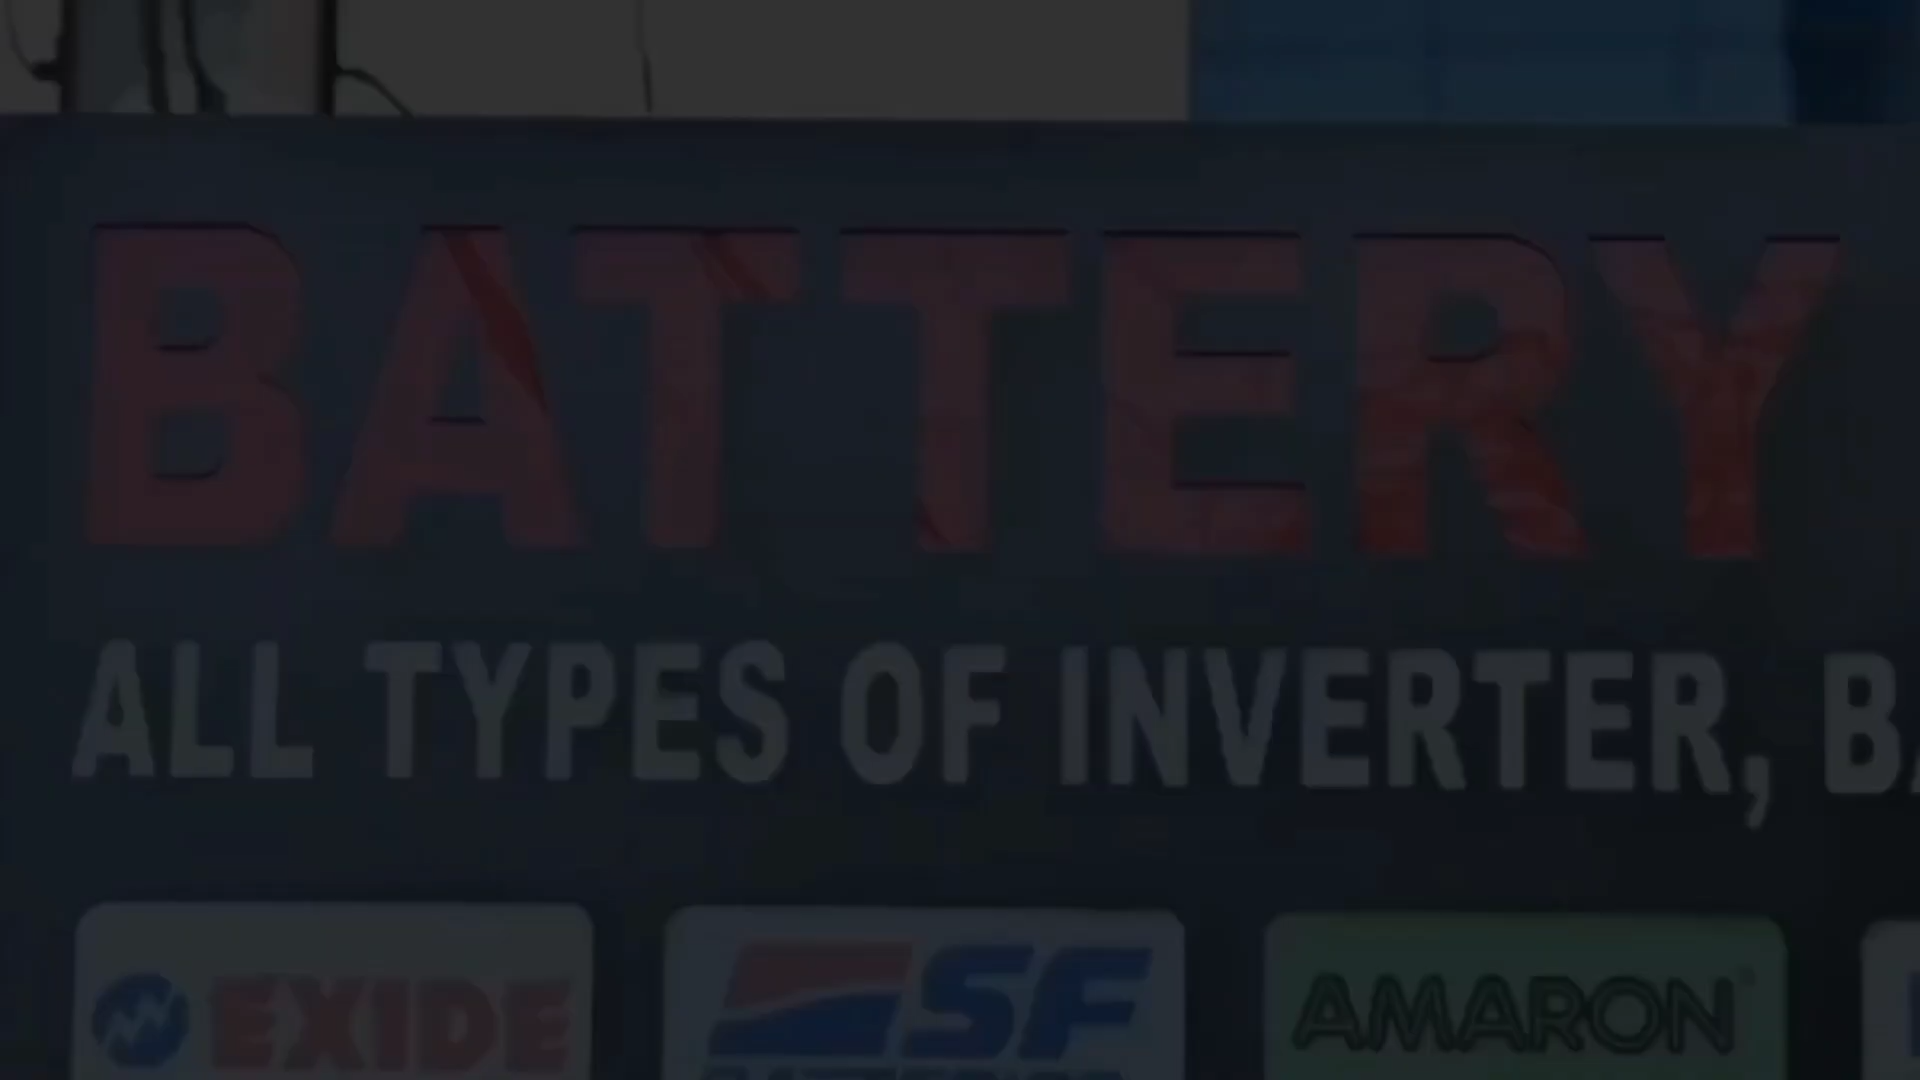 BATTERY
ALL TYPES OF INVERTER,
EXIDE
SF
AMARON